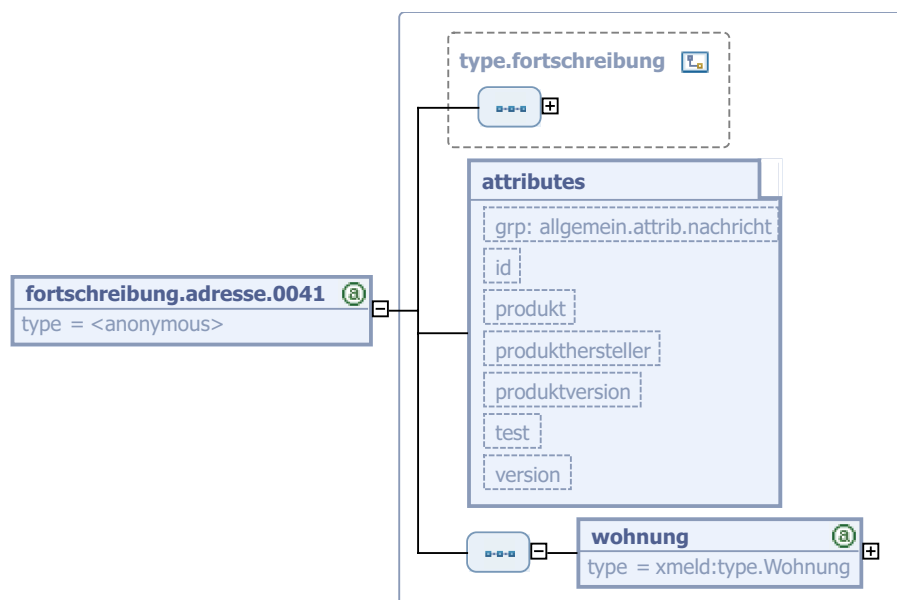 type.fortschreibung
attributes
grp: allgemein.attrib.nachricht
id
produkt
produkthersteller
produktversion
test
version
fortschreibung.adresse.0041 @
type = <anonymous>
wohnung @
type = xmeld:type.Wohnung